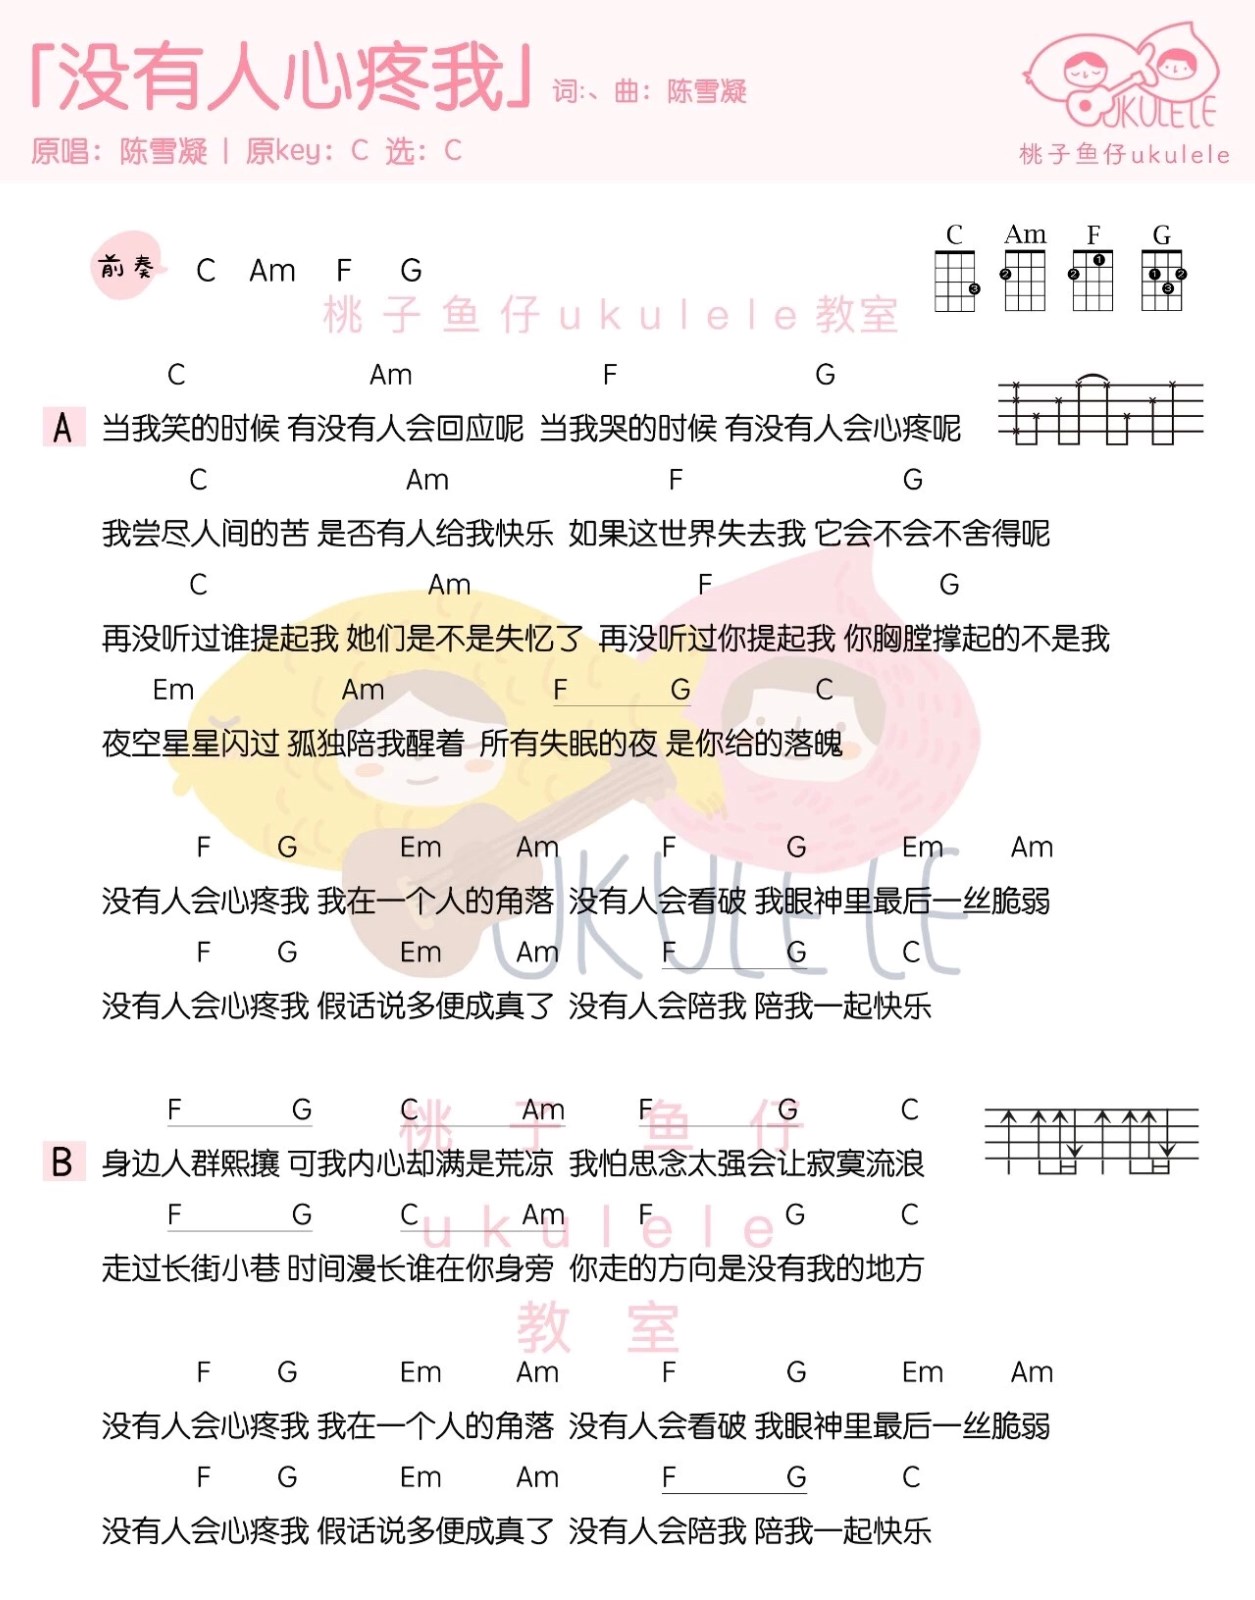 「没有人心疼我」 词:、曲：陈雪凝
原唱：陈雪凝 | 原key：C 选：C
UKULELE
桃子鱼仔ukulele
前奏 C Am F G
C Am F G
桃子鱼仔ukulele教室
C Am F G
A 当我笑的时候 有没有人会回应呢 当我哭的时候 有没有人会心疼呢
C Am F G
我尝尽人间的苦 是否有人给我快乐 如果这世界失去我 它会不会不舍得呢
C Am F G
再没听过谁提起我 她们是不是失忆了 再没听过你提起我 你胸膛撑起的不是我
Em Am F G C
夜空星星闪过 孤独陪我醒着 所有失眠的夜 是你给的落魄
F G Em Am F G Em Am
没有人会心疼我 我在一个人的角落 没有人会看破 我眼神里最后一丝脆弱
UKULELE
F G Em Am F G C
没有人会心疼我 假话说多便成真了 没有人会陪我 陪我一起快乐
F G C Am F G C
桃子鱼仔
B 身边人群熙攘 可我内心却满是荒凉 我怕思念太强会让寂寞流浪
F G C Am F G C
ukulele
走过长街小巷 时间漫长谁在你身旁 你走的方向是没有我的地方
教室
F G Em Am F G Em Am
没有人会心疼我 我在一个人的角落 没有人会看破 我眼神里最后一丝脆弱
F G Em Am F G C
没有人会心疼我 假话说多便成真了 没有人会陪我 陪我一起快乐